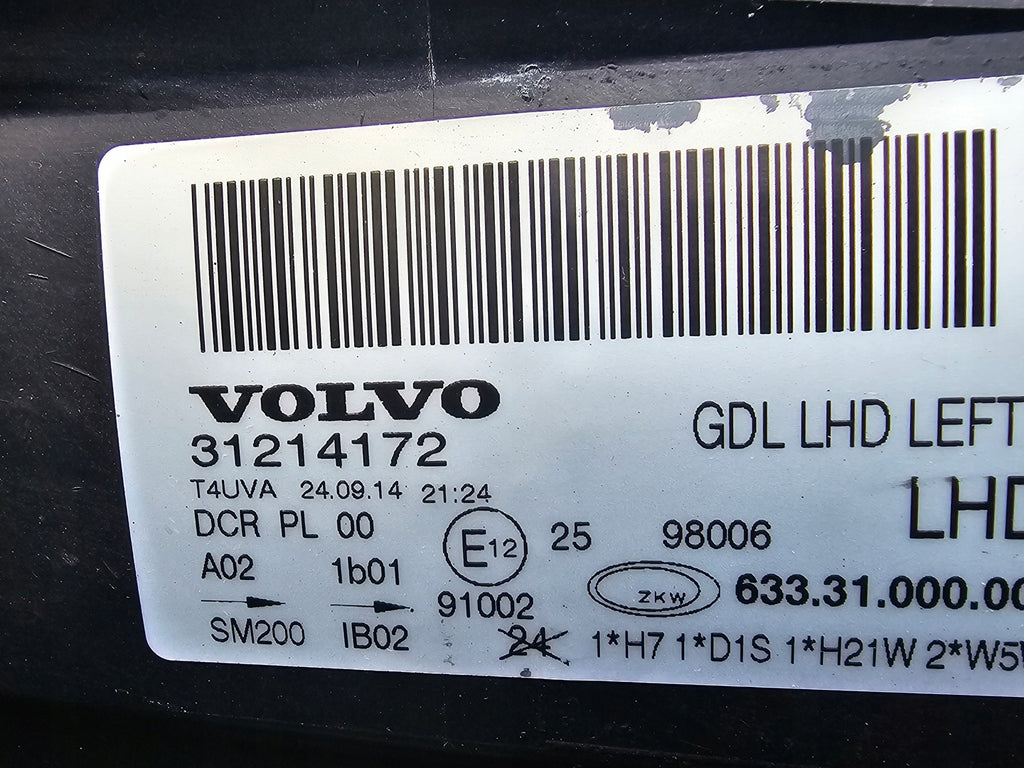 VOLVO
31214172
GDL LHD LEFT
T4UVA 24.09.14 21:24
LHD
DCR PL 00
E12 25 98006
A02 1b01
91002
ZKW 633.31.000.00
SM200 IB02
24 1*H7 1*D1S 1*H21W 2*W5W